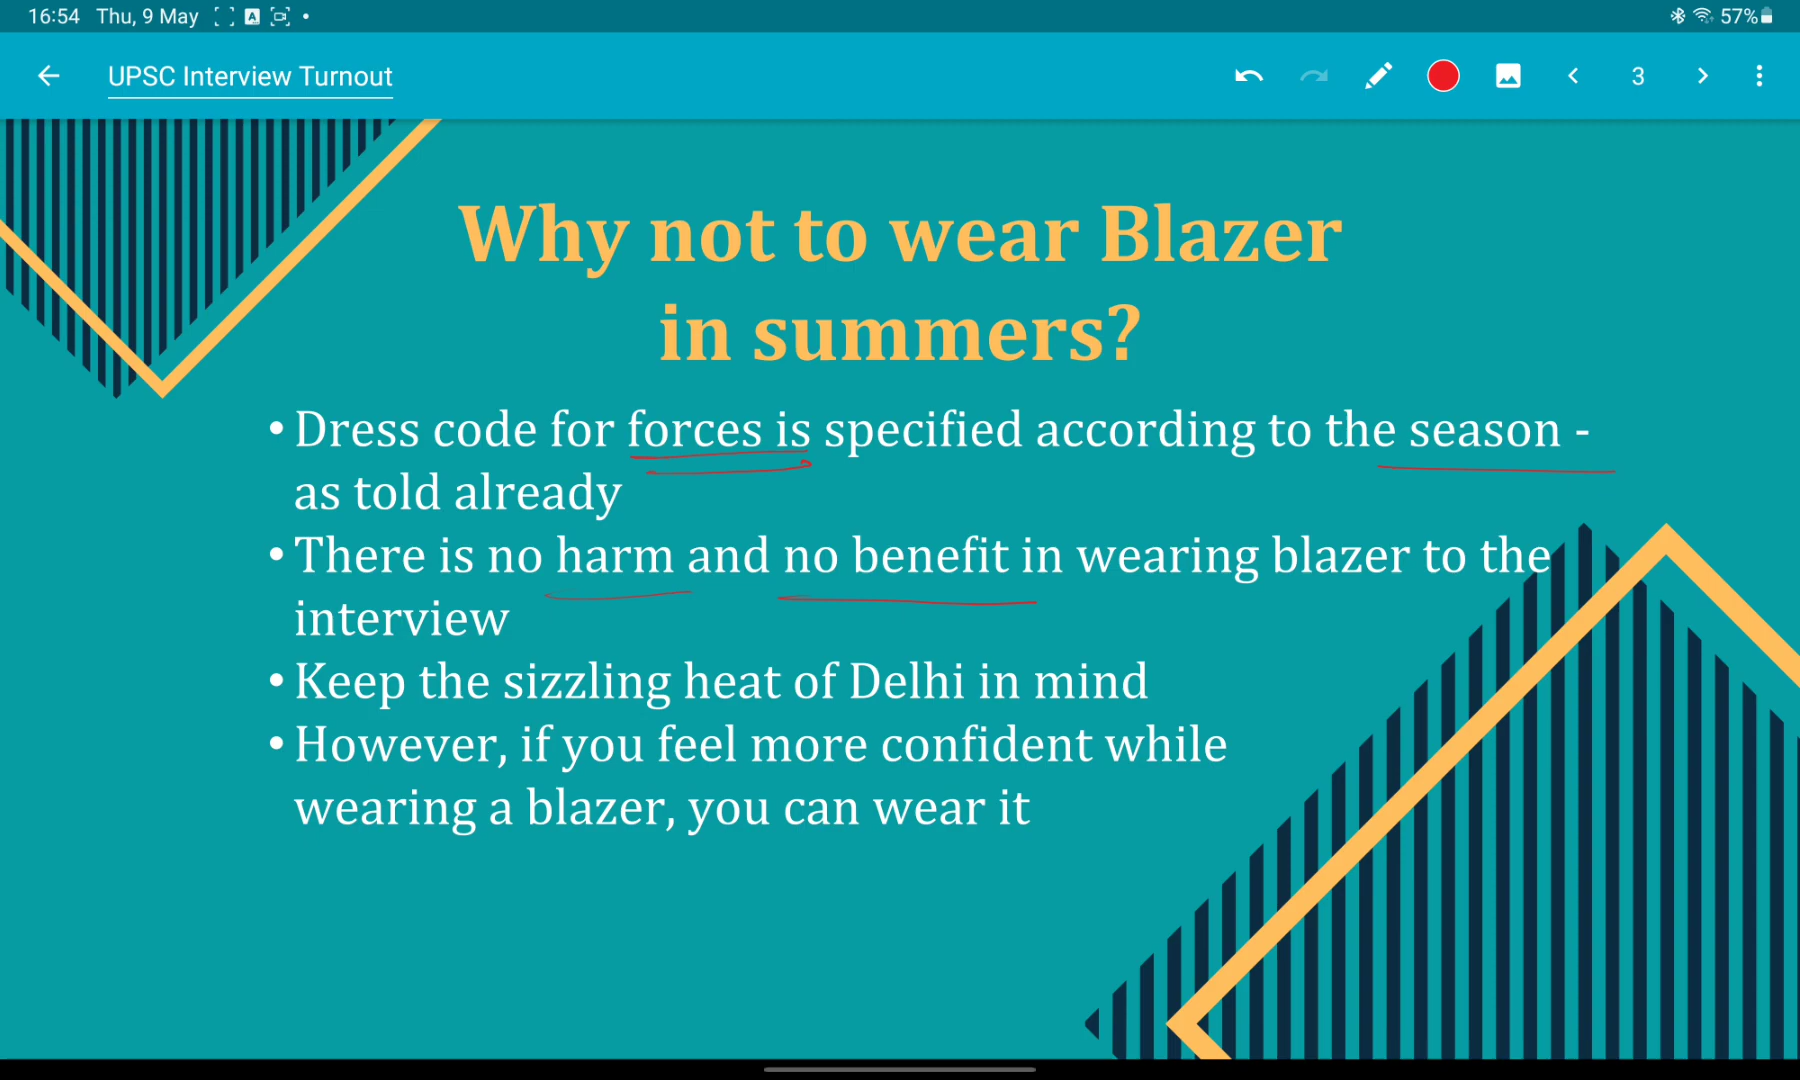 16:54 Thu, 9 May
57%
UPSC Interview Turnout
3
Why not to wear Blazer
in summers?
• Dress code for forces is specified according to the season -
as told already
• There is no harm and no benefit in wearing blazer to the
interview
• Keep the sizzling heat of Delhi in mind
• However, if you feel more confident while
wearing a blazer, you can wear it